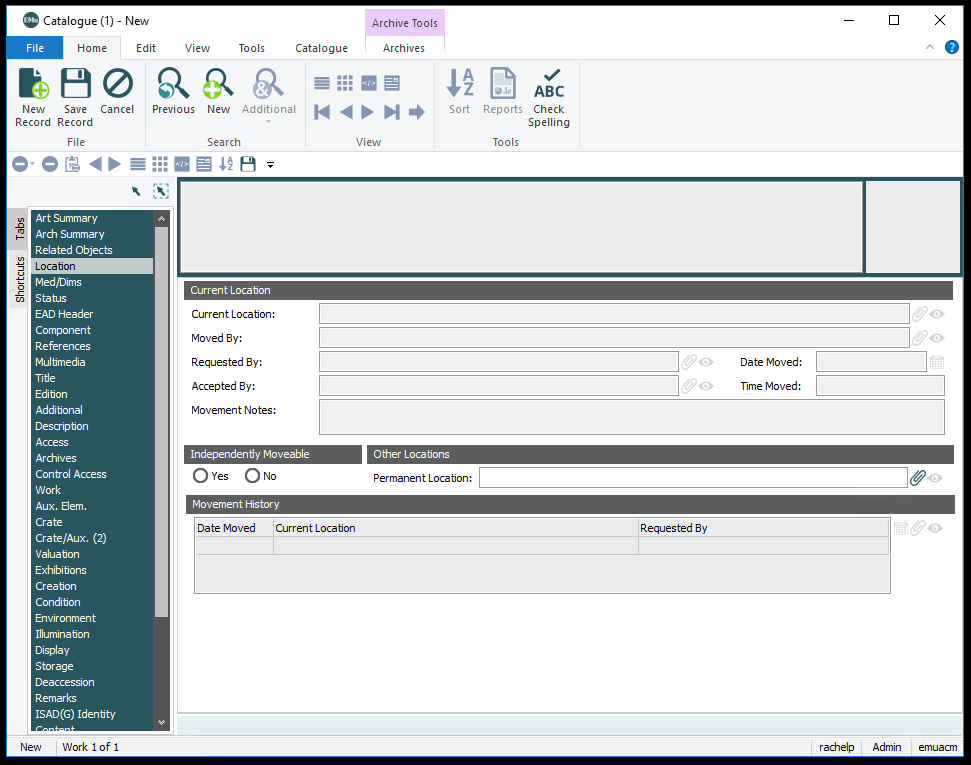 EMu Catalogue (1) - New
Archive Tools
File Home Edit View Tools Catalogue Archives
?
New Record
Save Record
Cancel
File
Previous
New
&
Additional
Search
</>
View
A
Z
Sort
Reports
ABC
Check Spelling
Tools
</>
A
Z
Tabs
Shortcuts
Art Summary
Arch Summary
Related Objects
Location
Med/Dims
Status
EAD Header
Component
References
Multimedia
Title
Edition
Additional
Description
Access
Archives
Control Access
Work
Aux. Elem.
Crate
Crate/Aux. (2)
Valuation
Exhibitions
Creation
Condition
Environment
Illumination
Display
Storage
Deaccession
Remarks
ISAD(G) Identity
Content
Current Location
Current Location:
Moved By:
Requested By:
Date Moved:
Accepted By:
Time Moved:
Movement Notes:
Independently Moveable
Other Locations
Yes
No
Permanent Location:
Movement History
Date Moved Current Location Requested By
New Work 1 of 1 rachelp Admin emuacm